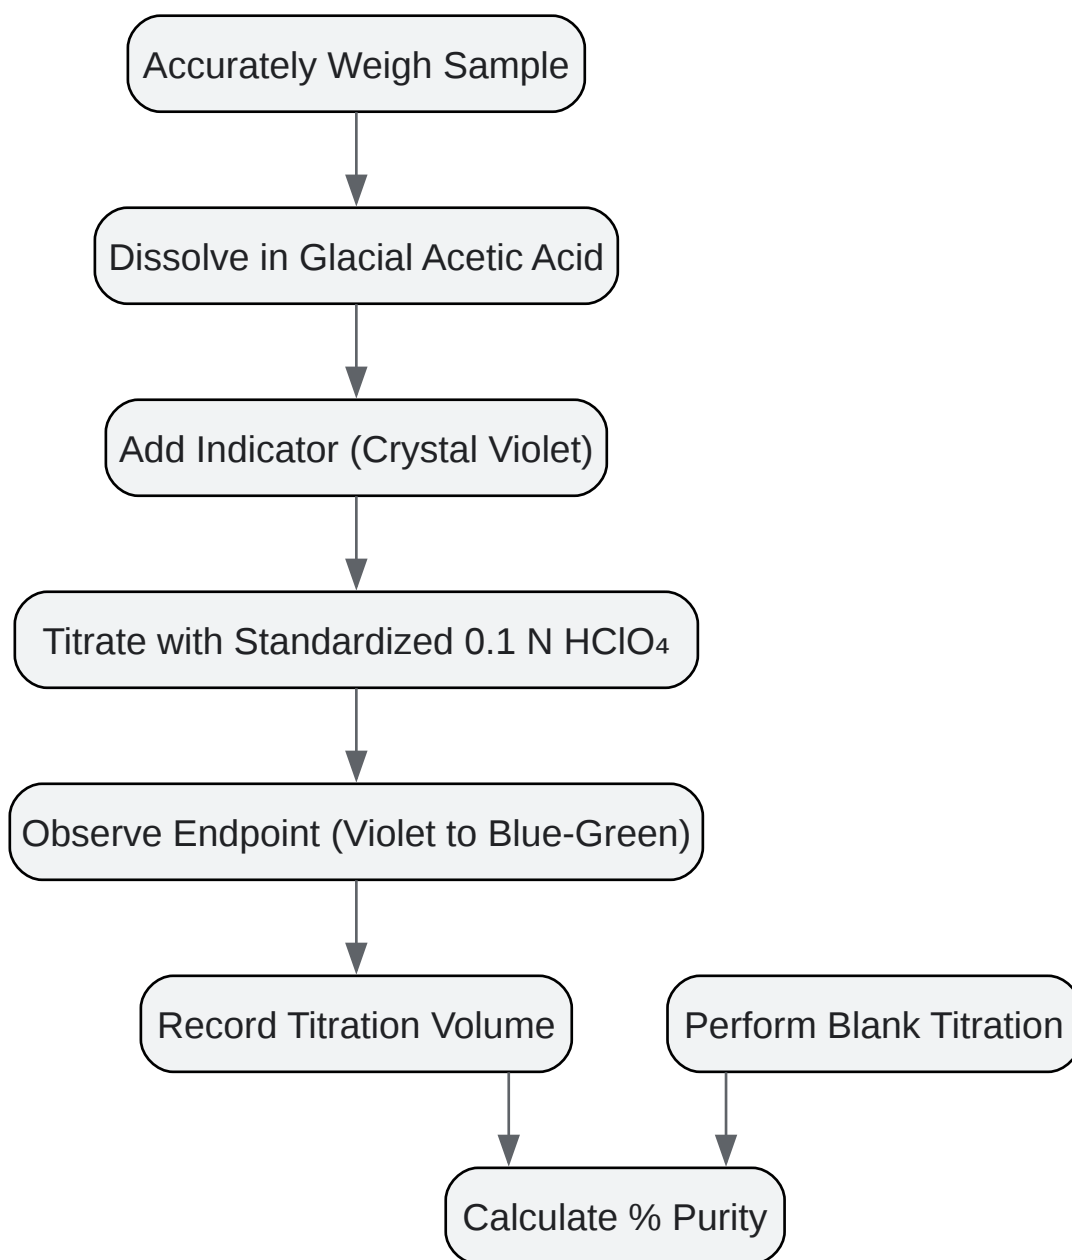 Accurately Weigh Sample
Dissolve in Glacial Acetic Acid
Add Indicator (Crystal Violet)
Titrate with Standardized 0.1 N HClO₄
Observe Endpoint (Violet to Blue-Green)
Record Titration Volume
Perform Blank Titration
Calculate % Purity